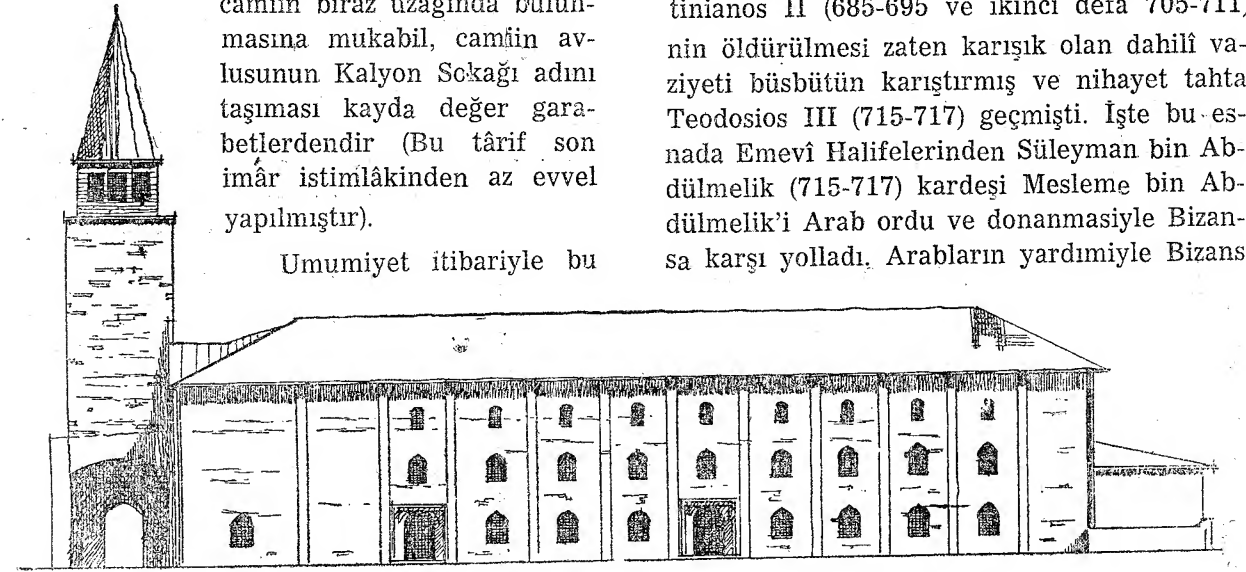 camiin biraz uzağında bulun-
masına mukabil, camiin av-
lusunun Kalyon Sokağı adını
taşıması kayda değer gara-
betlerdendir (Bu târif son
imâr istimlâkinden az evvel
yapılmıştır).
Umumiyet itibariyle bu
tinianos II (685-695 ve ikinci defa 705-711)
nin öldürülmesi zaten karışık olan dahilî va-
ziyeti büsbütün karıştırmış ve nihayet tahta
Teodosios III (715-717) geçmişti. İşte bu es-
nada Emevî Halifelerinden Süleyman bin Ab-
dülmelik (715-717) kardeşi Mesleme bin Ab-
dülmelik'i Arab ordu ve donanmasiyle Bizan-
sa karşı yolladı. Arabların yardımiyle Bizans